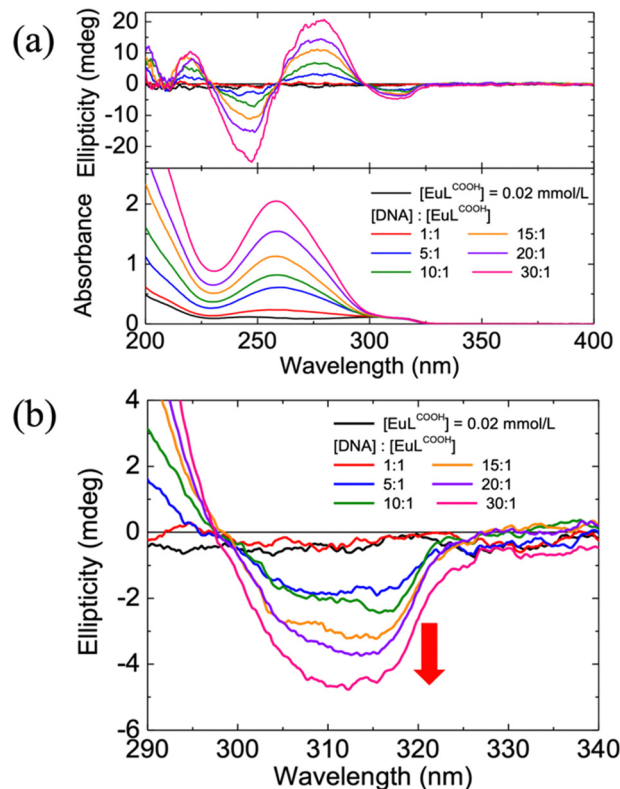 (a)
Ellipticity (mdeg)
20
10
0
-10
-20
Absorbance
2
1
0
[EuL^COOH] = 0.02 mmol/L
[DNA] : [EuL^COOH]
1:1 15:1
5:1 20:1
10:1 30:1
200 250 300 350 400
Wavelength (nm)
(b)
Ellipticity (mdeg)
4
2
0
-2
-4
-6
[EuL^COOH] = 0.02 mmol/L
[DNA] : [EuL^COOH]
1:1 15:1
5:1 20:1
10:1 30:1
290 300 310 320 330 340
Wavelength (nm)